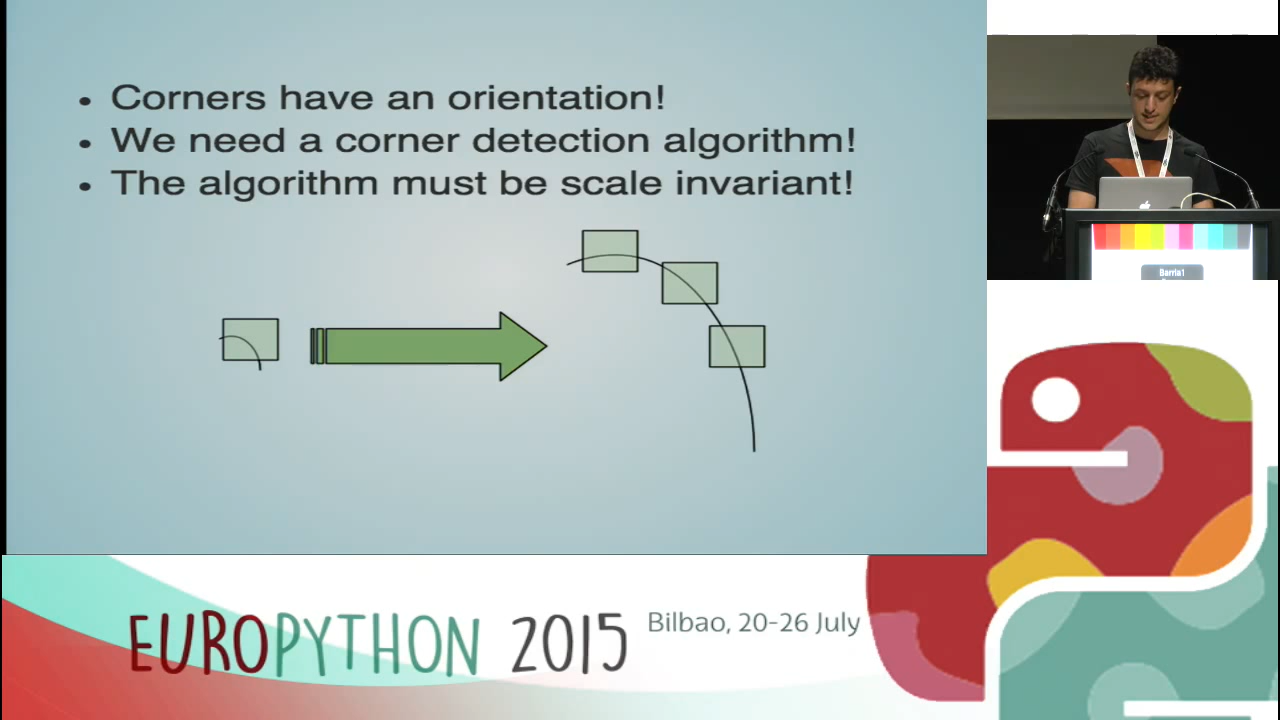 • Corners have an orientation!
• We need a corner detection algorithm!
• The algorithm must be scale invariant!
Barria1
EUROPYTHON 2015
Bilbao, 20-26 July